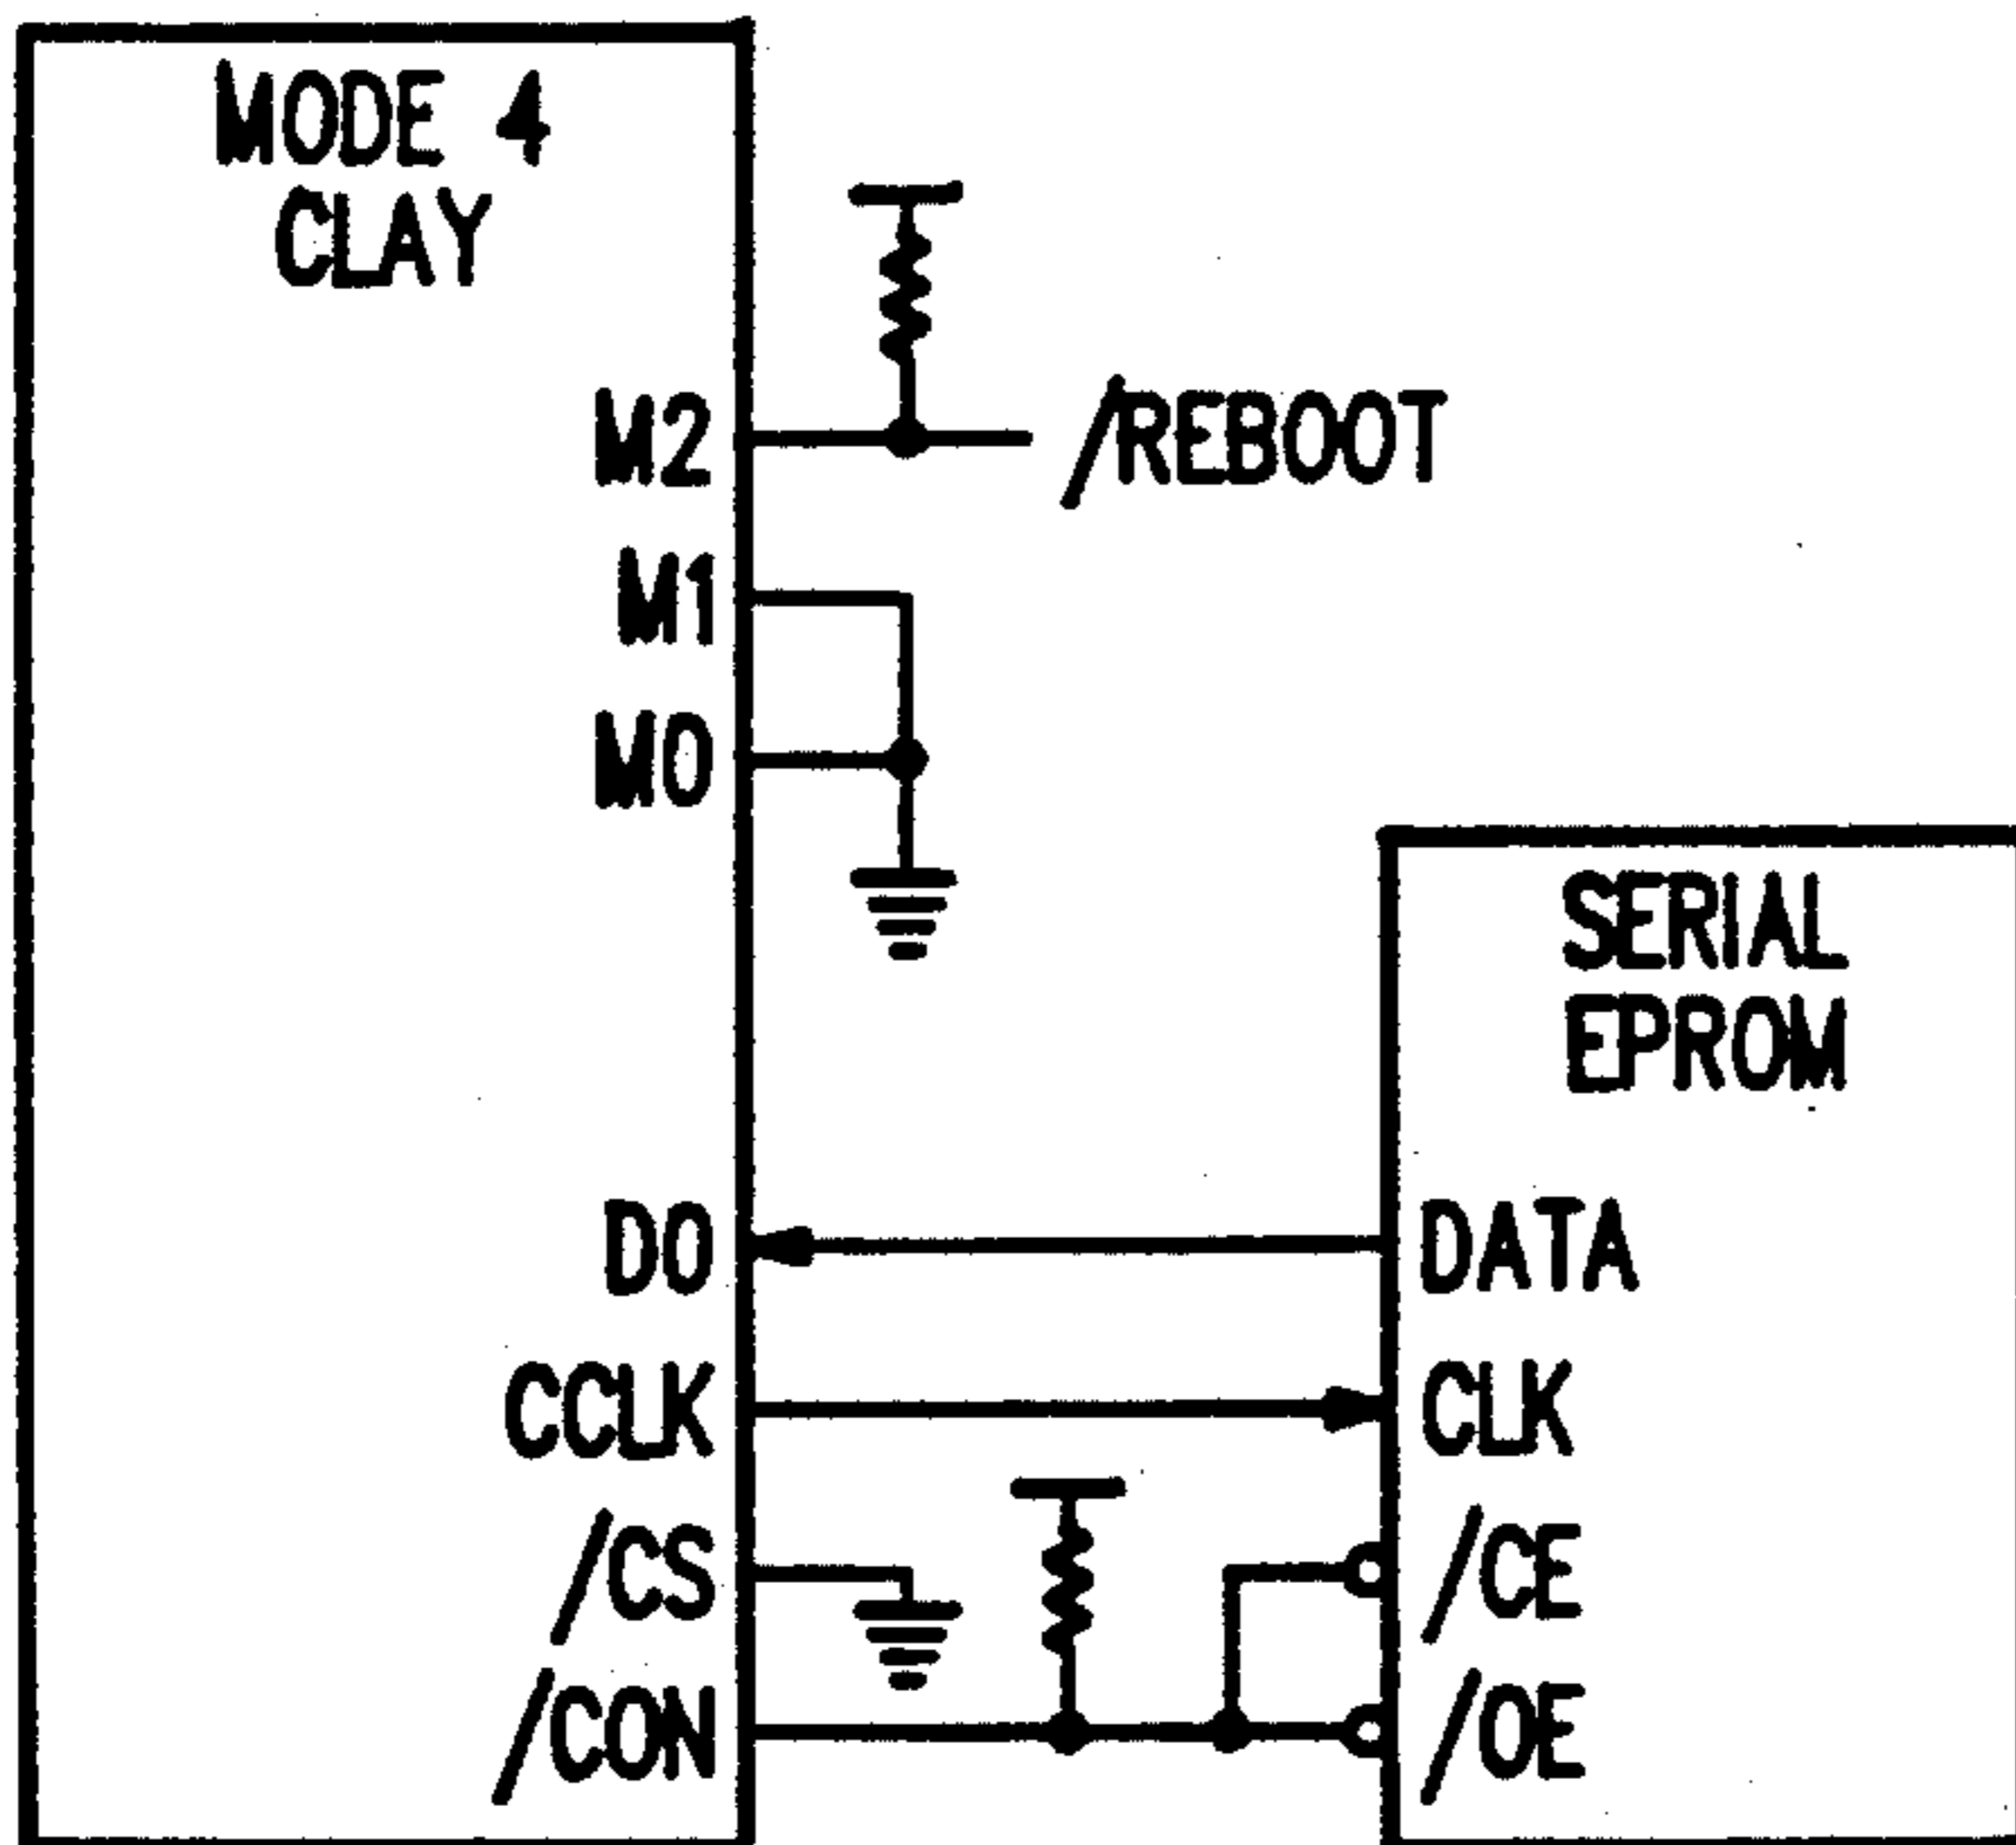 MODE 4
CLAY
M2
/REBOOT
M1
M0
SERIAL
EPROM
D0
DATA
CCLK
CLK
/CS
/CE
/CON
/OE